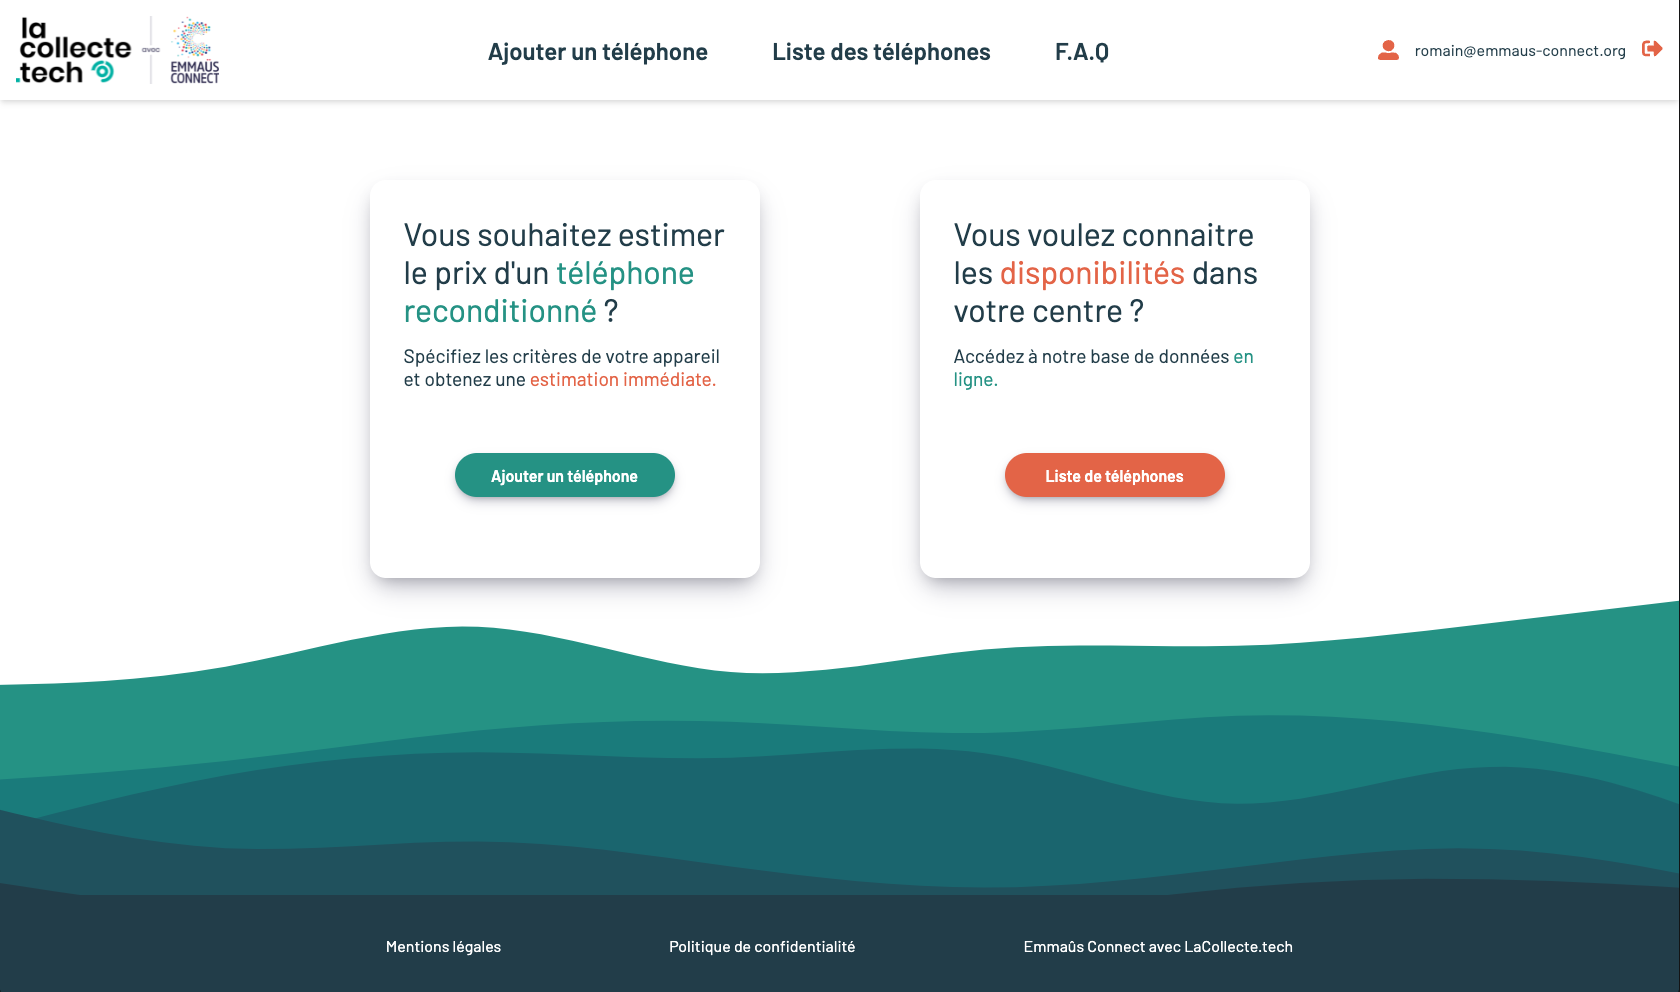 la
collecte
.tech
avec
EMMAÜS
CONNECT
Ajouter un téléphone
Liste des téléphones
F.A.Q
romain@emmaus-connect.org
Vous souhaitez estimer
le prix d'un téléphone
reconditionné ?
Spécifiez les critères de votre appareil
et obtenez une estimation immédiate.
Ajouter un téléphone
Vous voulez connaitre
les disponibilités dans
votre centre ?
Accédez à notre base de données en
ligne.
Liste de téléphones
Mentions légales
Politique de confidentialité
Emmaûs Connect avec LaCollecte.tech